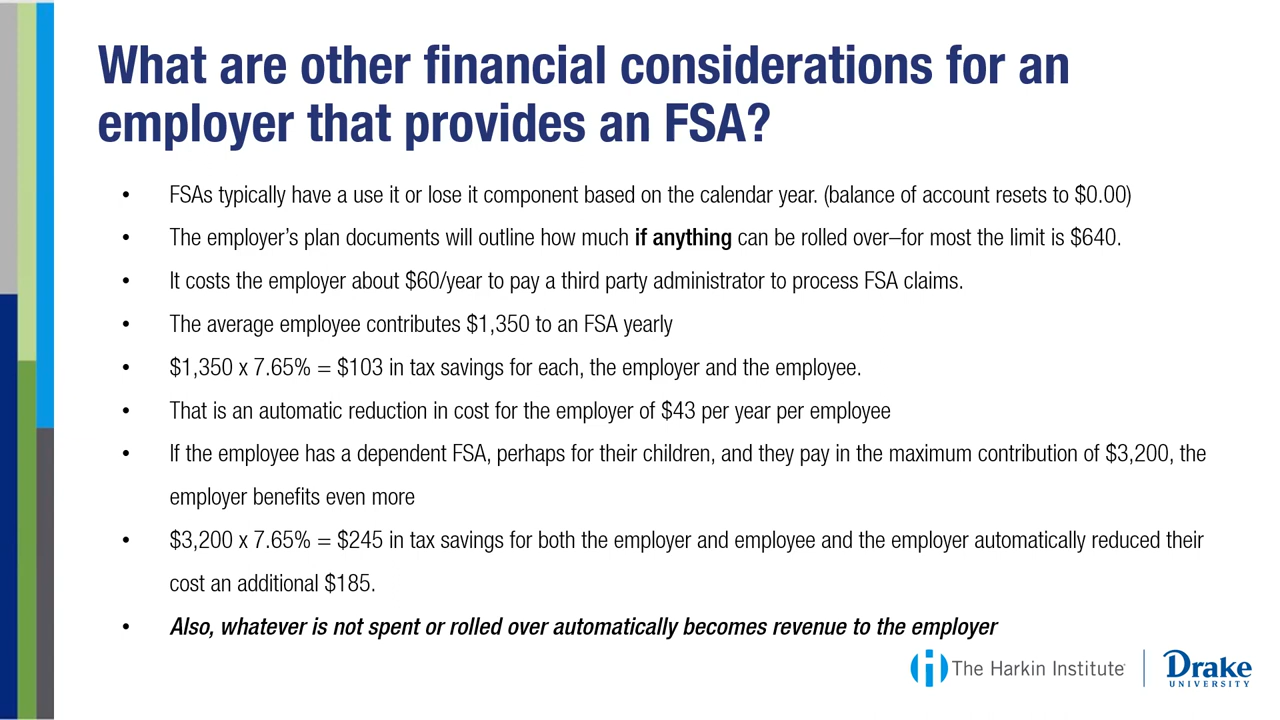 What are other financial considerations for an
employer that provides an FSA?
• FSAs typically have a use it or lose it component based on the calendar year. (balance of account resets to $0.00)
• The employer’s plan documents will outline how much if anything can be rolled over–for most the limit is $640.
• It costs the employer about $60/year to pay a third party administrator to process FSA claims.
• The average employee contributes $1,350 to an FSA yearly
• $1,350 x 7.65% = $103 in tax savings for each, the employer and the employee.
• That is an automatic reduction in cost for the employer of $43 per year per employee
• If the employee has a dependent FSA, perhaps for their children, and they pay in the maximum contribution of $3,200, the
employer benefits even more
• $3,200 x 7.65% = $245 in tax savings for both the employer and employee and the employer automatically reduced their
cost an additional $185.
• Also, whatever is not spent or rolled over automatically becomes revenue to the employer
The Harkin Institute
Drake
UNIVERSITY